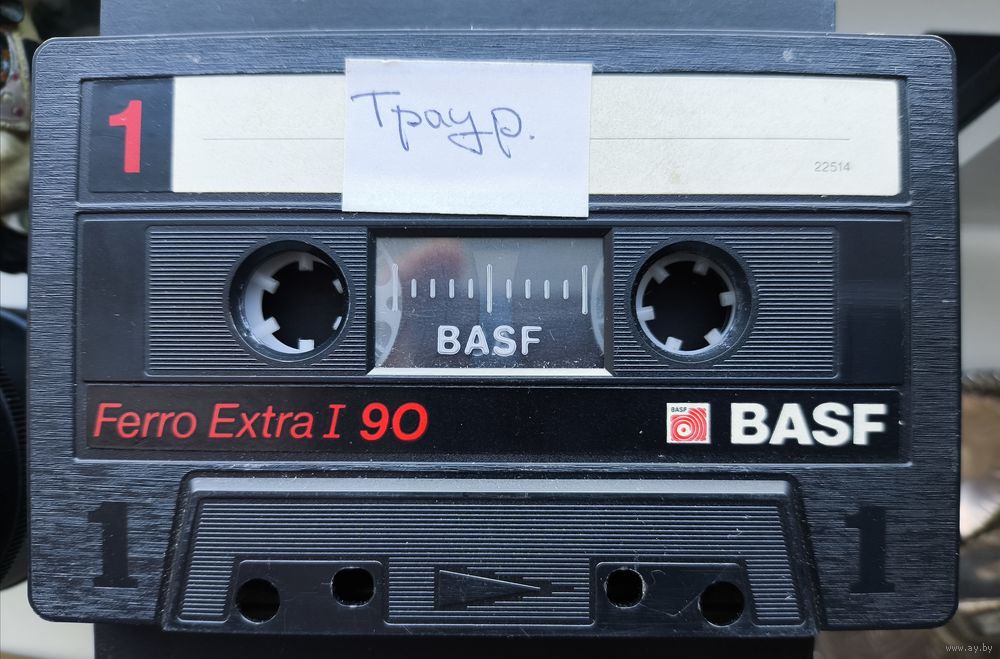 1
Траур.
22514
BASF
Ferro Extra I 90
BASF
BASF
1
1
www.ay.by